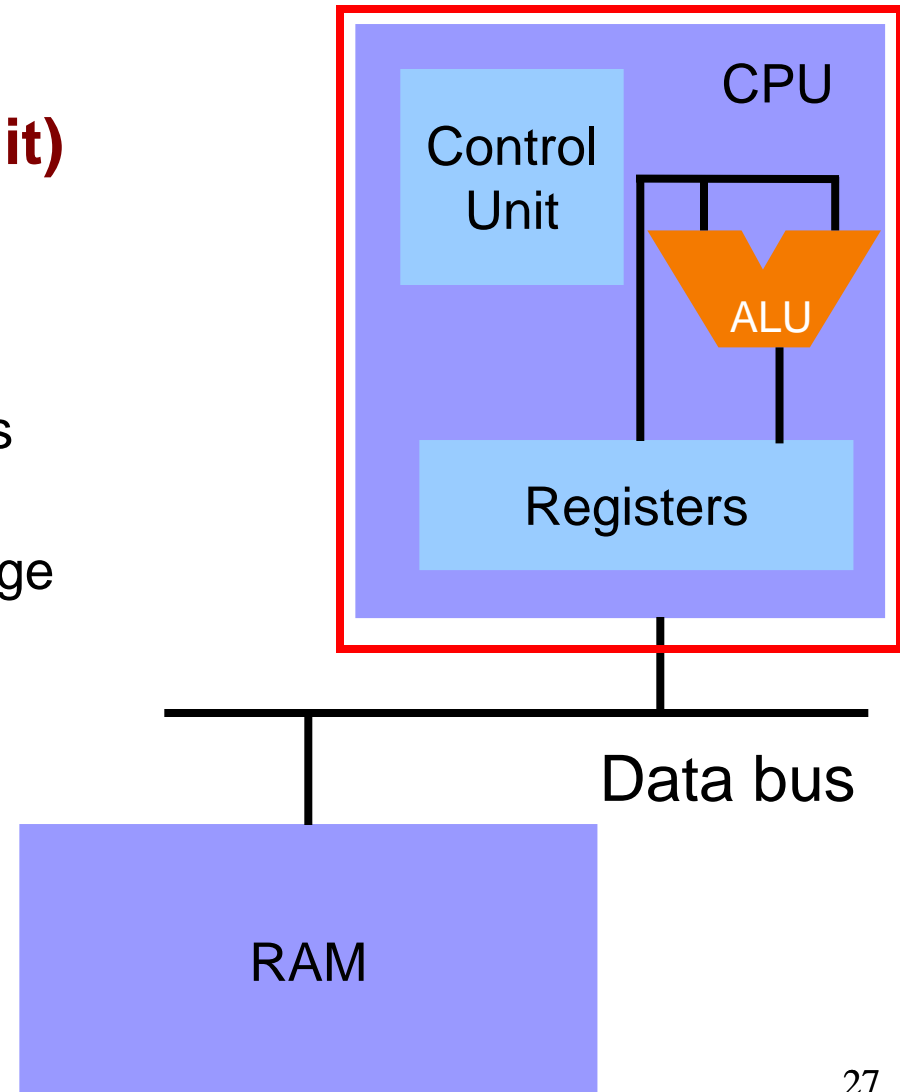 it)
s
ge
CPU
Control
Unit
ALU
Registers
Data bus
RAM
27